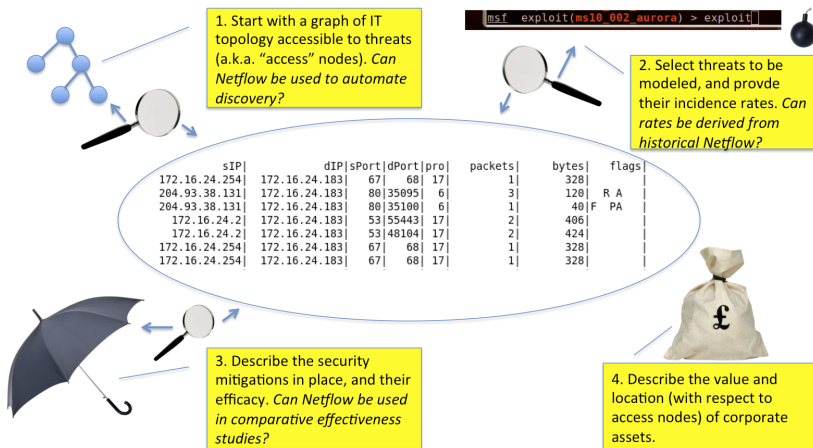 1. Start with a graph of IT
topology accessible to threats
(a.k.a. “access” nodes). Can
Netflow be used to automate
discovery?
msf exploit(ms10_002_aurora) > exploit
2. Select threats to be
modeled, and provde
their incidence rates. Can
rates be derived from
historical Netflow?
sIP| dIP|sPort|dPort|pro| packets| bytes| flags|
172.16.24.254| 172.16.24.183| 67| 68| 17| 1| 328| |
204.93.38.131| 172.16.24.183| 80|35095| 6| 3| 120| R A |
204.93.38.131| 172.16.24.183| 80|35100| 6| 1| 40|F PA |
172.16.24.2| 172.16.24.183| 53|55443| 17| 2| 406| |
172.16.24.2| 172.16.24.183| 53|48104| 17| 2| 424| |
172.16.24.254| 172.16.24.183| 67| 68| 17| 1| 328| |
172.16.24.254| 172.16.24.183| 67| 68| 17| 1| 328| |
£
3. Describe the security
mitigations in place, and their
efficacy. Can Netflow be used
in comparative effectiveness
studies?
4. Describe the value and
location (with respect to
access nodes) of corporate
assets.